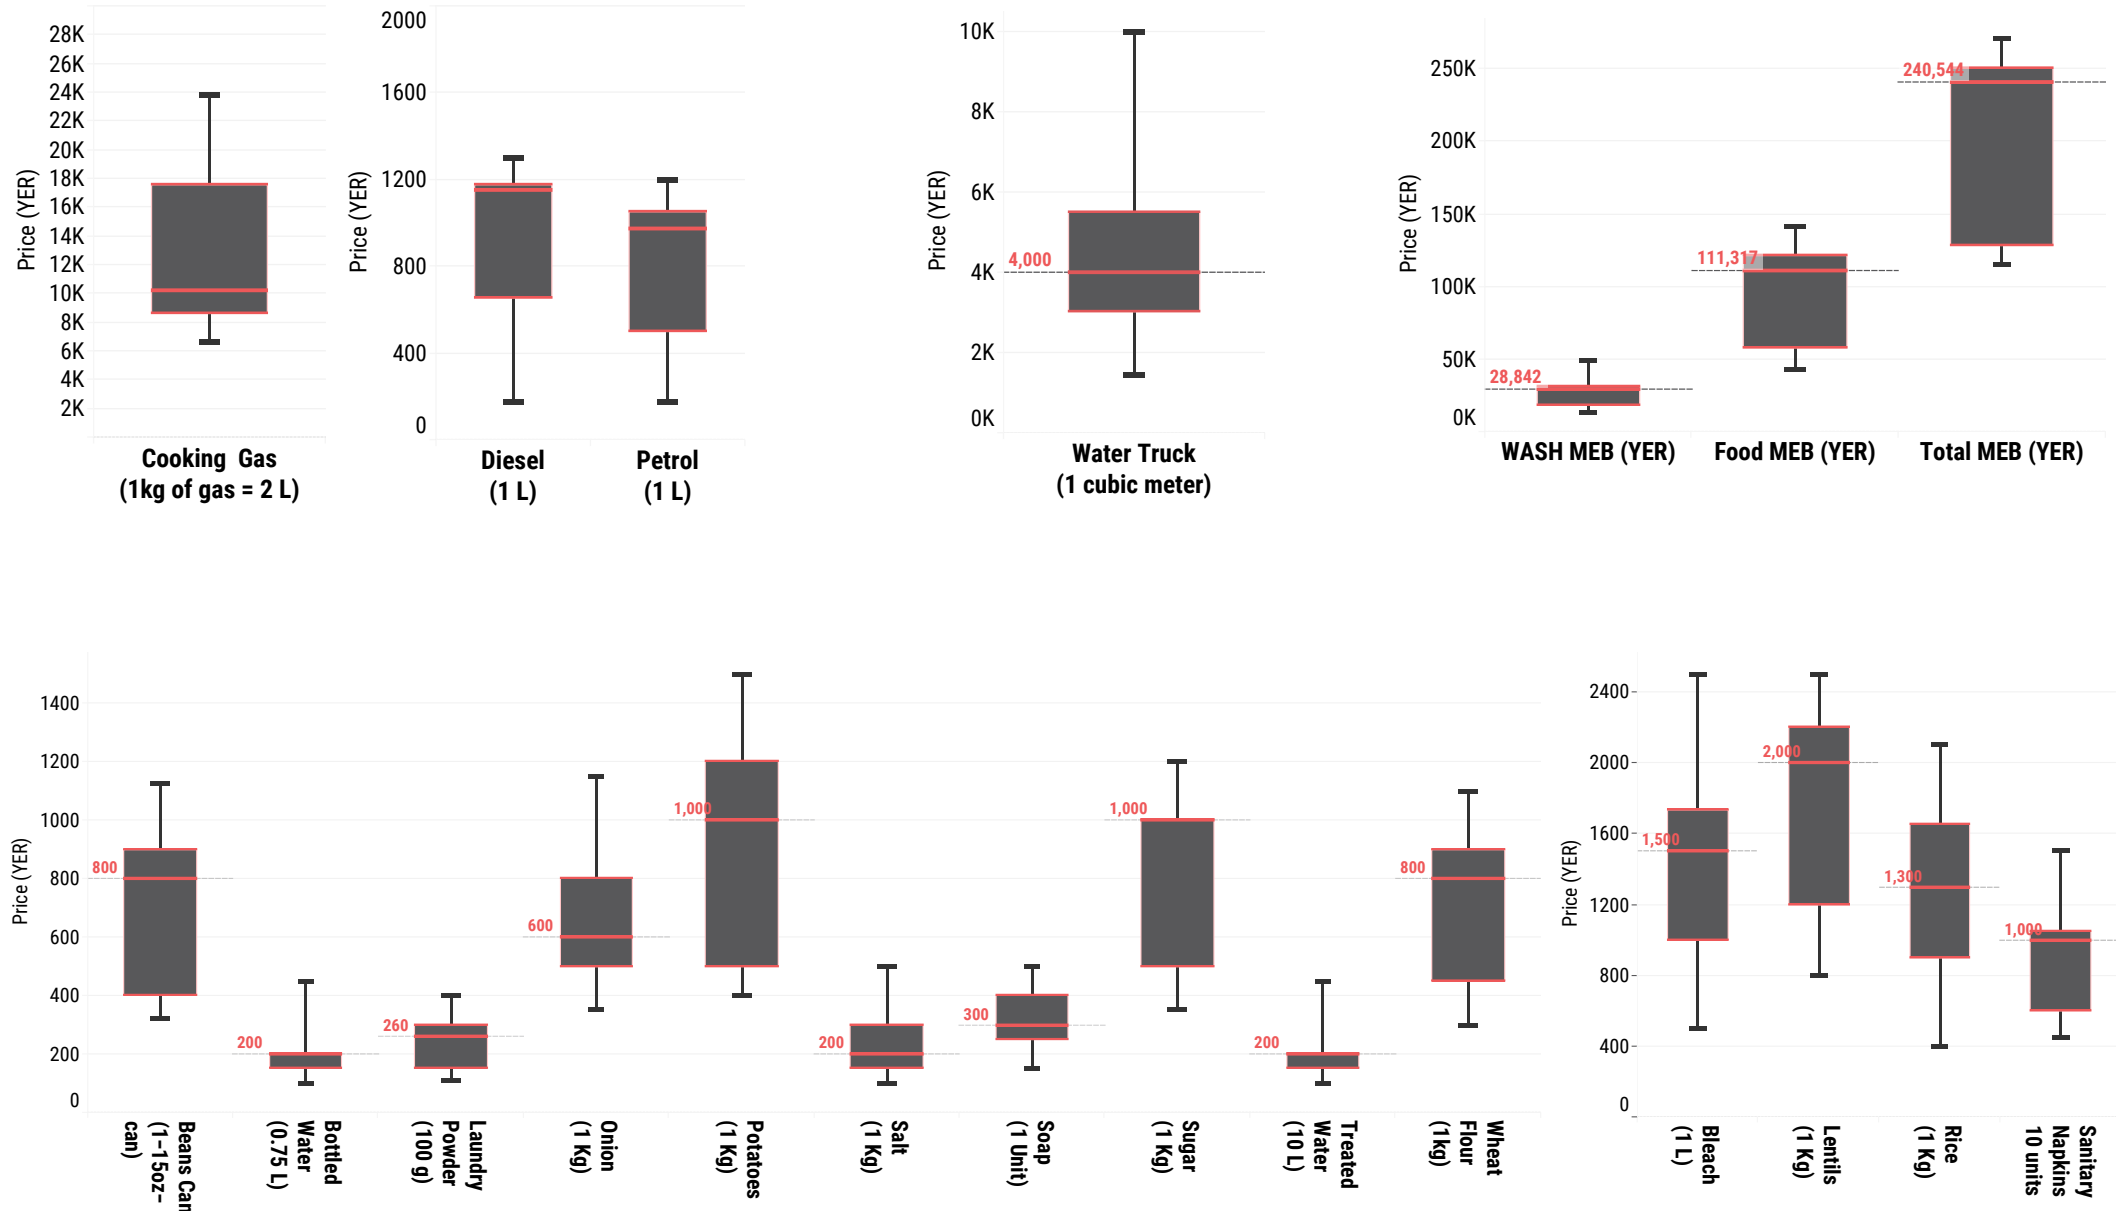 28K
26K
24K
22K
20K
18K
16K
14K
12K
10K
8K
6K
4K
2K
Price (YER)
Cooking Gas
(1kg of gas = 2 L)
2000
1600
1200
800
400
0
Price (YER)
Diesel
(1 L)
Petrol
(1 L)
10K
8K
6K
4K
2K
0K
Price (YER)
4,000
Water Truck
(1 cubic meter)
250K
200K
150K
100K
50K
0K
Price (YER)
28,842
111,317
240,544
WASH MEB (YER)
Food MEB (YER)
Total MEB (YER)
1400
1200
1000
800
600
400
200
0
Price (YER)
800
200
260
600
1,000
200
300
1,000
200
800
Beans Can
(1-15oz-
can)
Bottled
Water
(0.75 L)
Laundry
Powder
(100 g)
Onion
(1 Kg)
Potatoes
(1 Kg)
Salt
(1 Kg)
Soap
(1 Unit)
Sugar
(1 Kg)
Treated
Water
(10 L)
Wheat
Flour
(1kg)
2400
2000
1600
1200
800
400
0
Price (YER)
1,500
2,000
1,300
1,000
Bleach
(1 L)
Lentils
(1 Kg)
Rice
(1 Kg)
Sanitary
Napkins
10 units